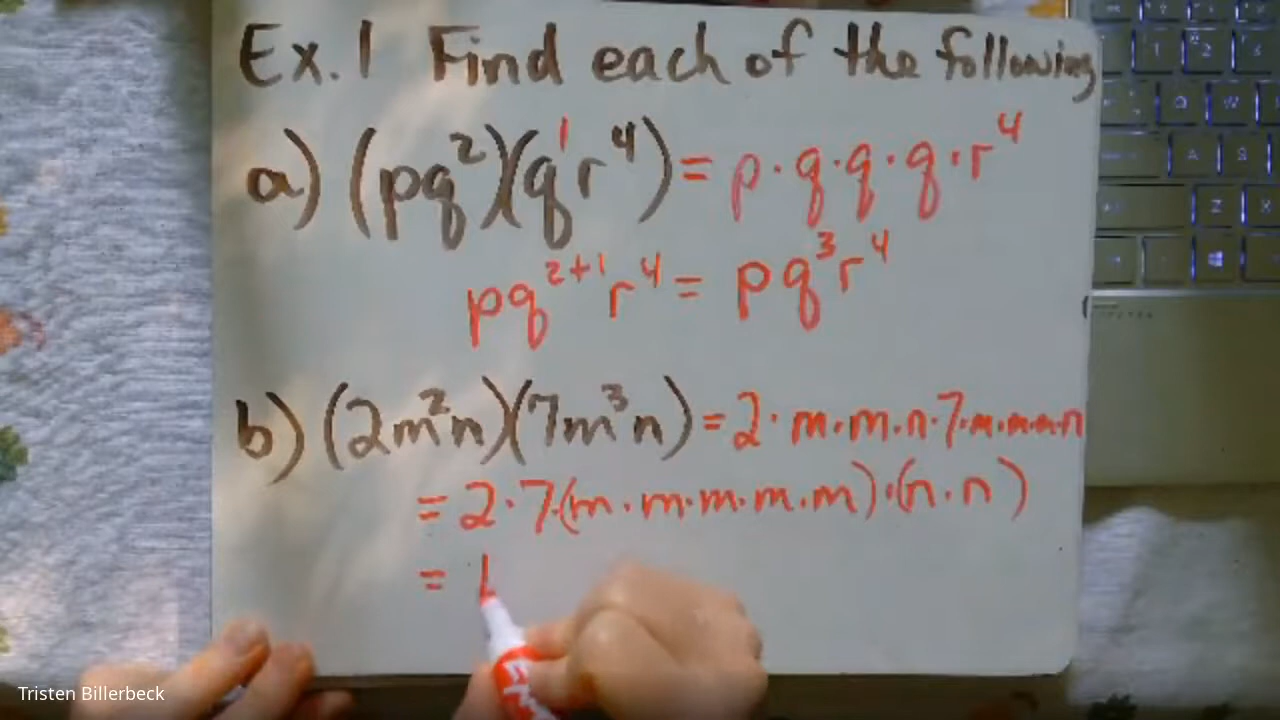 Ex. 1 Find each of the following
a) (pq²)(q¹r⁴) = p·q·q·q·r⁴
pq²⁺¹r⁴ = pq³r⁴
b) (2m²n)(7m³n) = 2·m·m·n·7·m·m·m·n
= 2·7·(m·m·m·m·m)·(n·n)
= 1
Tristen Billerbeck